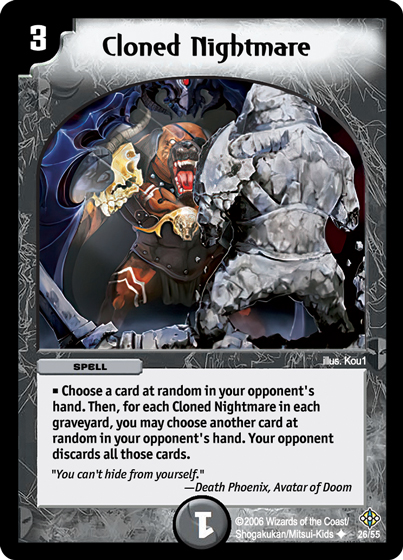 3
Cloned Nightmare
illus. Kou1
SPELL
▪ Choose a card at random in your opponent's
hand. Then, for each Cloned Nightmare in each
graveyard, you may choose another card at
random in your opponent's hand. Your opponent
discards all those cards.
"You can't hide from yourself."
—Death Phoenix, Avatar of Doom
1
©2006 Wizards of the Coast/
Shogakukan/Mitsui-Kids ✦ 26/55